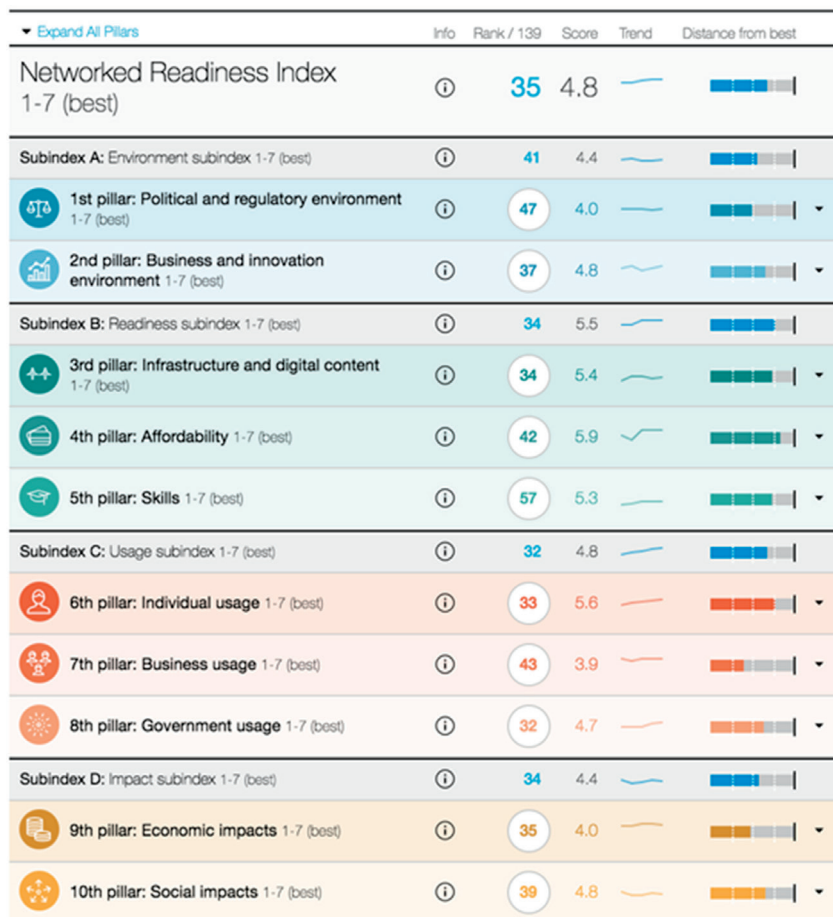 Expand All Pillars Info Rank / 139 Score Trend Distance from best
Networked Readiness Index
1-7 (best) 35 4.8
Subindex A: Environment subindex 1-7 (best) 41 4.4
1st pillar: Political and regulatory environment
1-7 (best) 47 4.0
2nd pillar: Business and innovation
environment 1-7 (best) 37 4.8
Subindex B: Readiness subindex 1-7 (best) 34 5.5
3rd pillar: Infrastructure and digital content
1-7 (best) 34 5.4
4th pillar: Affordability 1-7 (best) 42 5.9
5th pillar: Skills 1-7 (best) 57 5.3
Subindex C: Usage subindex 1-7 (best) 32 4.8
6th pillar: Individual usage 1-7 (best) 33 5.6
7th pillar: Business usage 1-7 (best) 43 3.9
8th pillar: Government usage 1-7 (best) 32 4.7
Subindex D: Impact subindex 1-7 (best) 34 4.4
9th pillar: Economic impacts 1-7 (best) 35 4.0
10th pillar: Social impacts 1-7 (best) 39 4.8